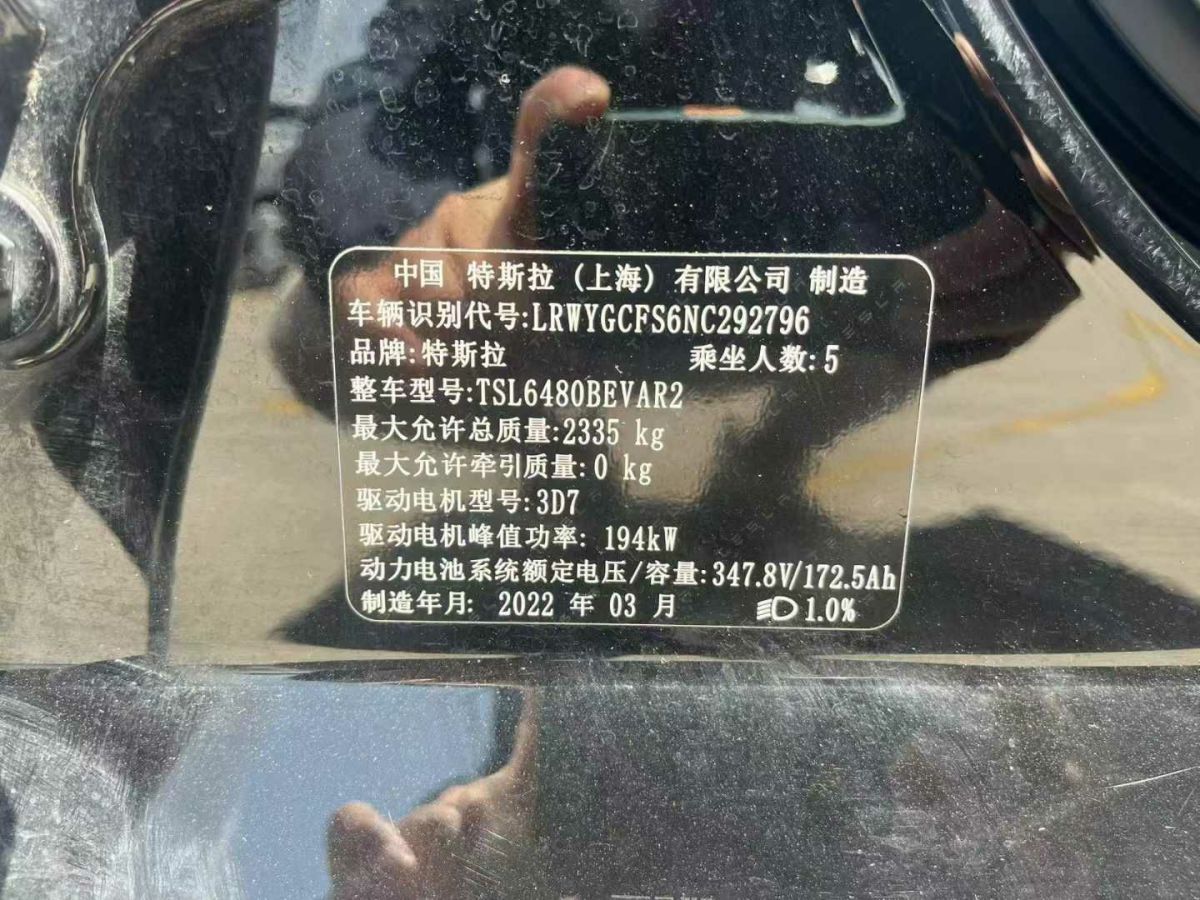 中国 特斯拉 (上海) 有限公司 制造
车辆识别代号:LRWYGCFS6NC292796
品牌:特斯拉 乘坐人数:5
整车型号:TSL6480BEVAR2
最大允许总质量:2335 kg
最大允许牵引质量:0 kg
驱动电机型号:3D7
驱动电机峰值功率: 194kW
动力电池系统额定电压/容量:347.8V/172.5Ah
制造年月: 2022 年 03 月 1.0%